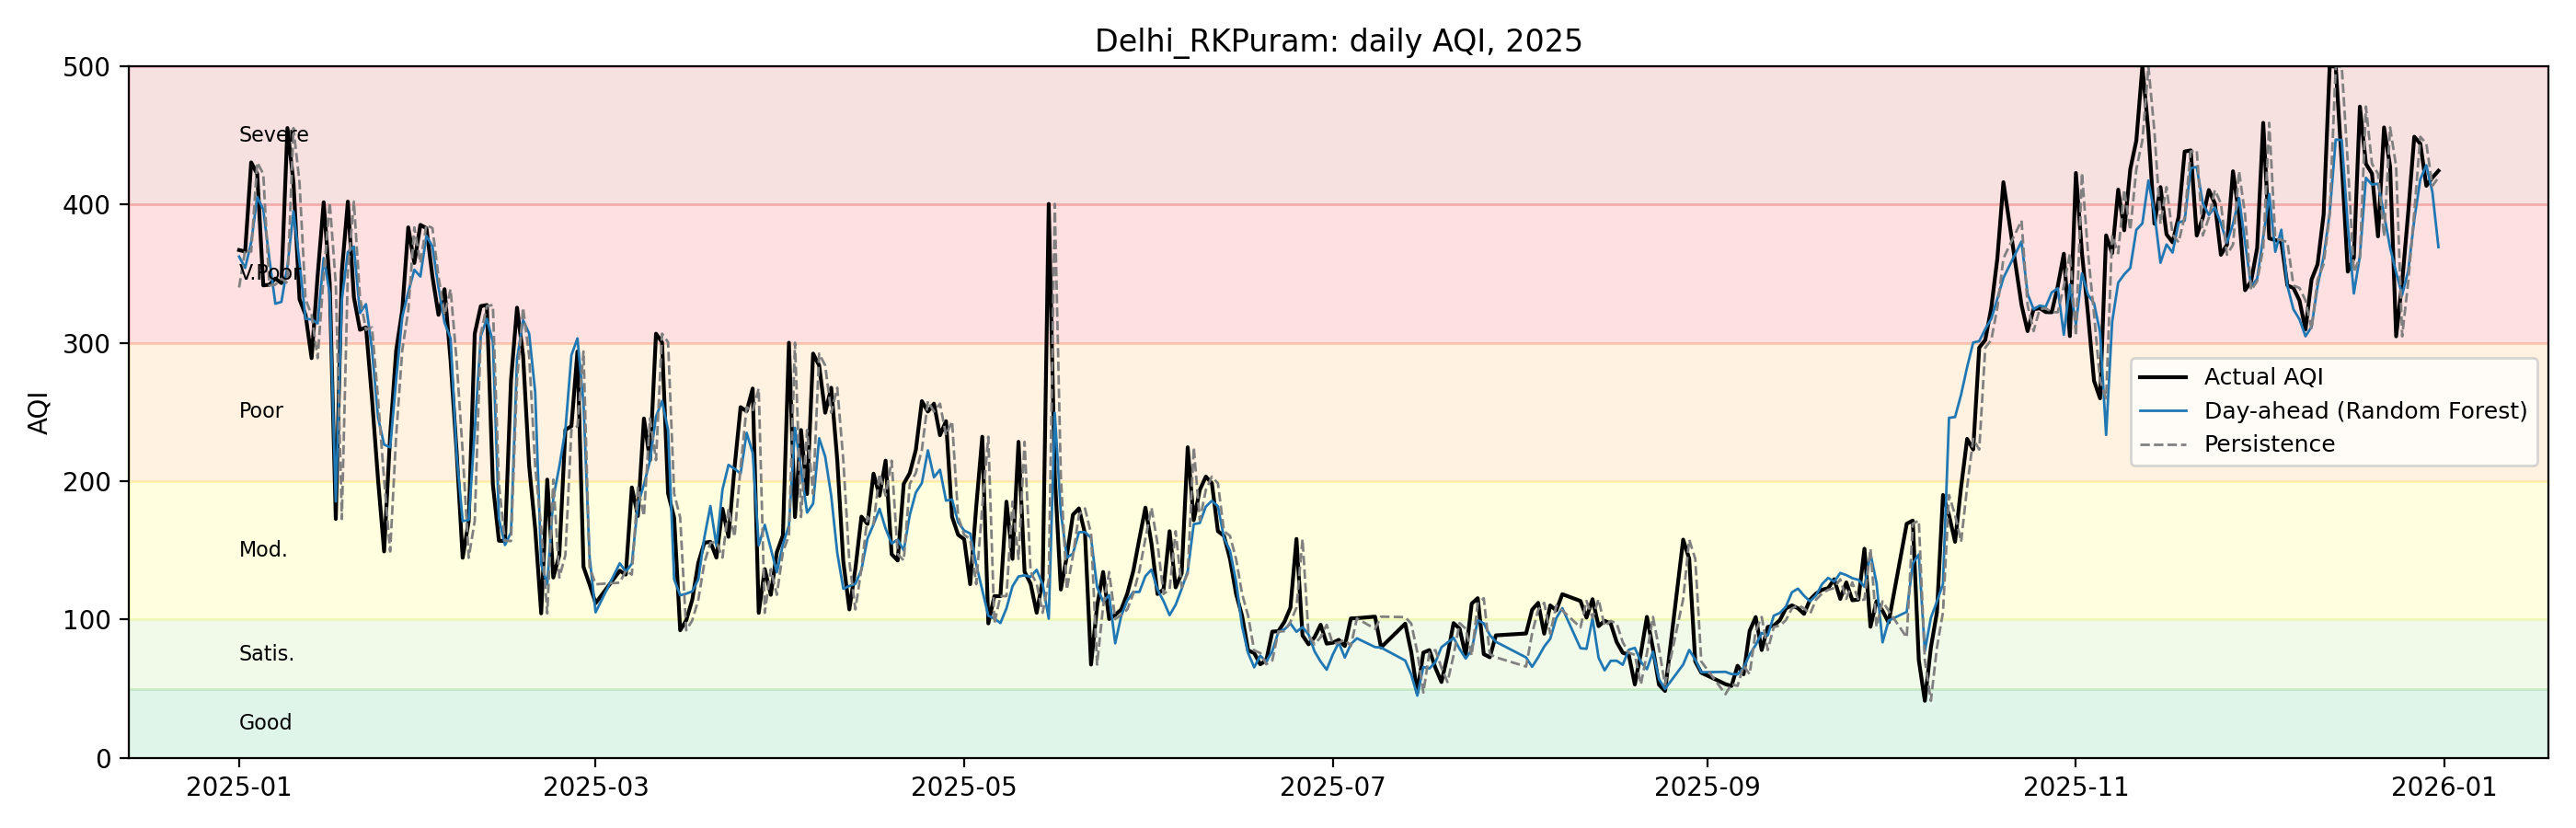 Delhi_RKPuram: daily AQI, 2025
500
400
300
200
100
0
AQI
Severe
V.Poor
Poor
Mod.
Satis.
Good
Actual AQI
Day-ahead (Random Forest)
Persistence
2025-01
2025-03
2025-05
2025-07
2025-09
2025-11
2026-01